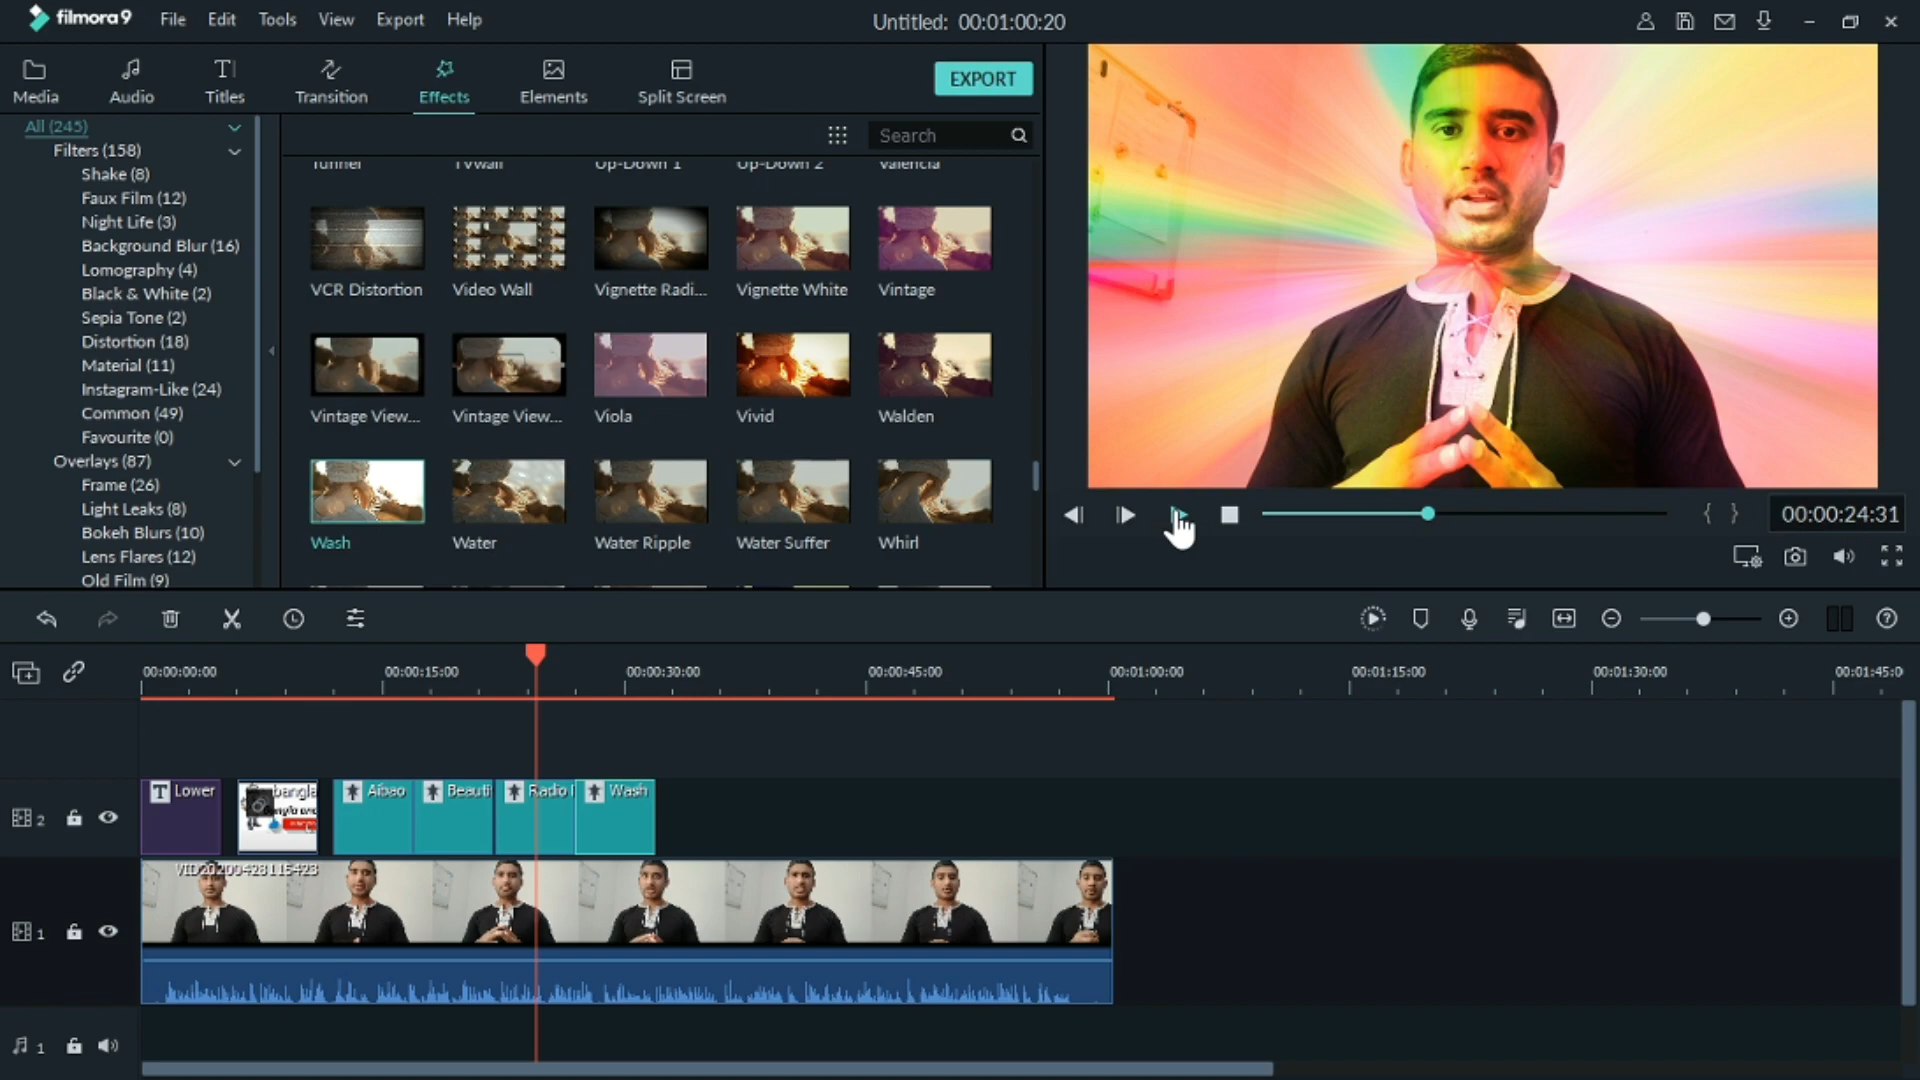 filmora9 File Edit Tools View Export Help Untitled: 00:01:00:20
Media Audio Titles Transition Effects Elements Split Screen EXPORT
All (245)
Filters (158)
Shake (8)
Faux Film (12)
Night Life (3)
Background Blur (16)
Lomography (4)
Black & White (2)
Sepia Tone (2)
Distortion (18)
Material (11)
Instagram-Like (24)
Common (49)
Favourite (0)
Overlays (87)
Frame (26)
Light Leaks (8)
Bokeh Blurs (10)
Lens Flares (12)
Old Film (9)
Search
Tunnel TVwall Up-Down 1 Up-Down 2 Valencia
VCR Distortion Video Wall Vignette Radi... Vignette White Vintage
Vintage View... Vintage View... Viola Vivid Walden
Wash Water Water Ripple Water Suffer Whirl
{ } 00:00:24:31
00:00:00:00 00:00:15:00 00:00:30:00 00:00:45:00 00:01:00:00 00:01:15:00 00:01:30:00 00:01:45:0
2 T Lower bangla Aibao Beauti Radio Wash
VID20200428115423
1
1